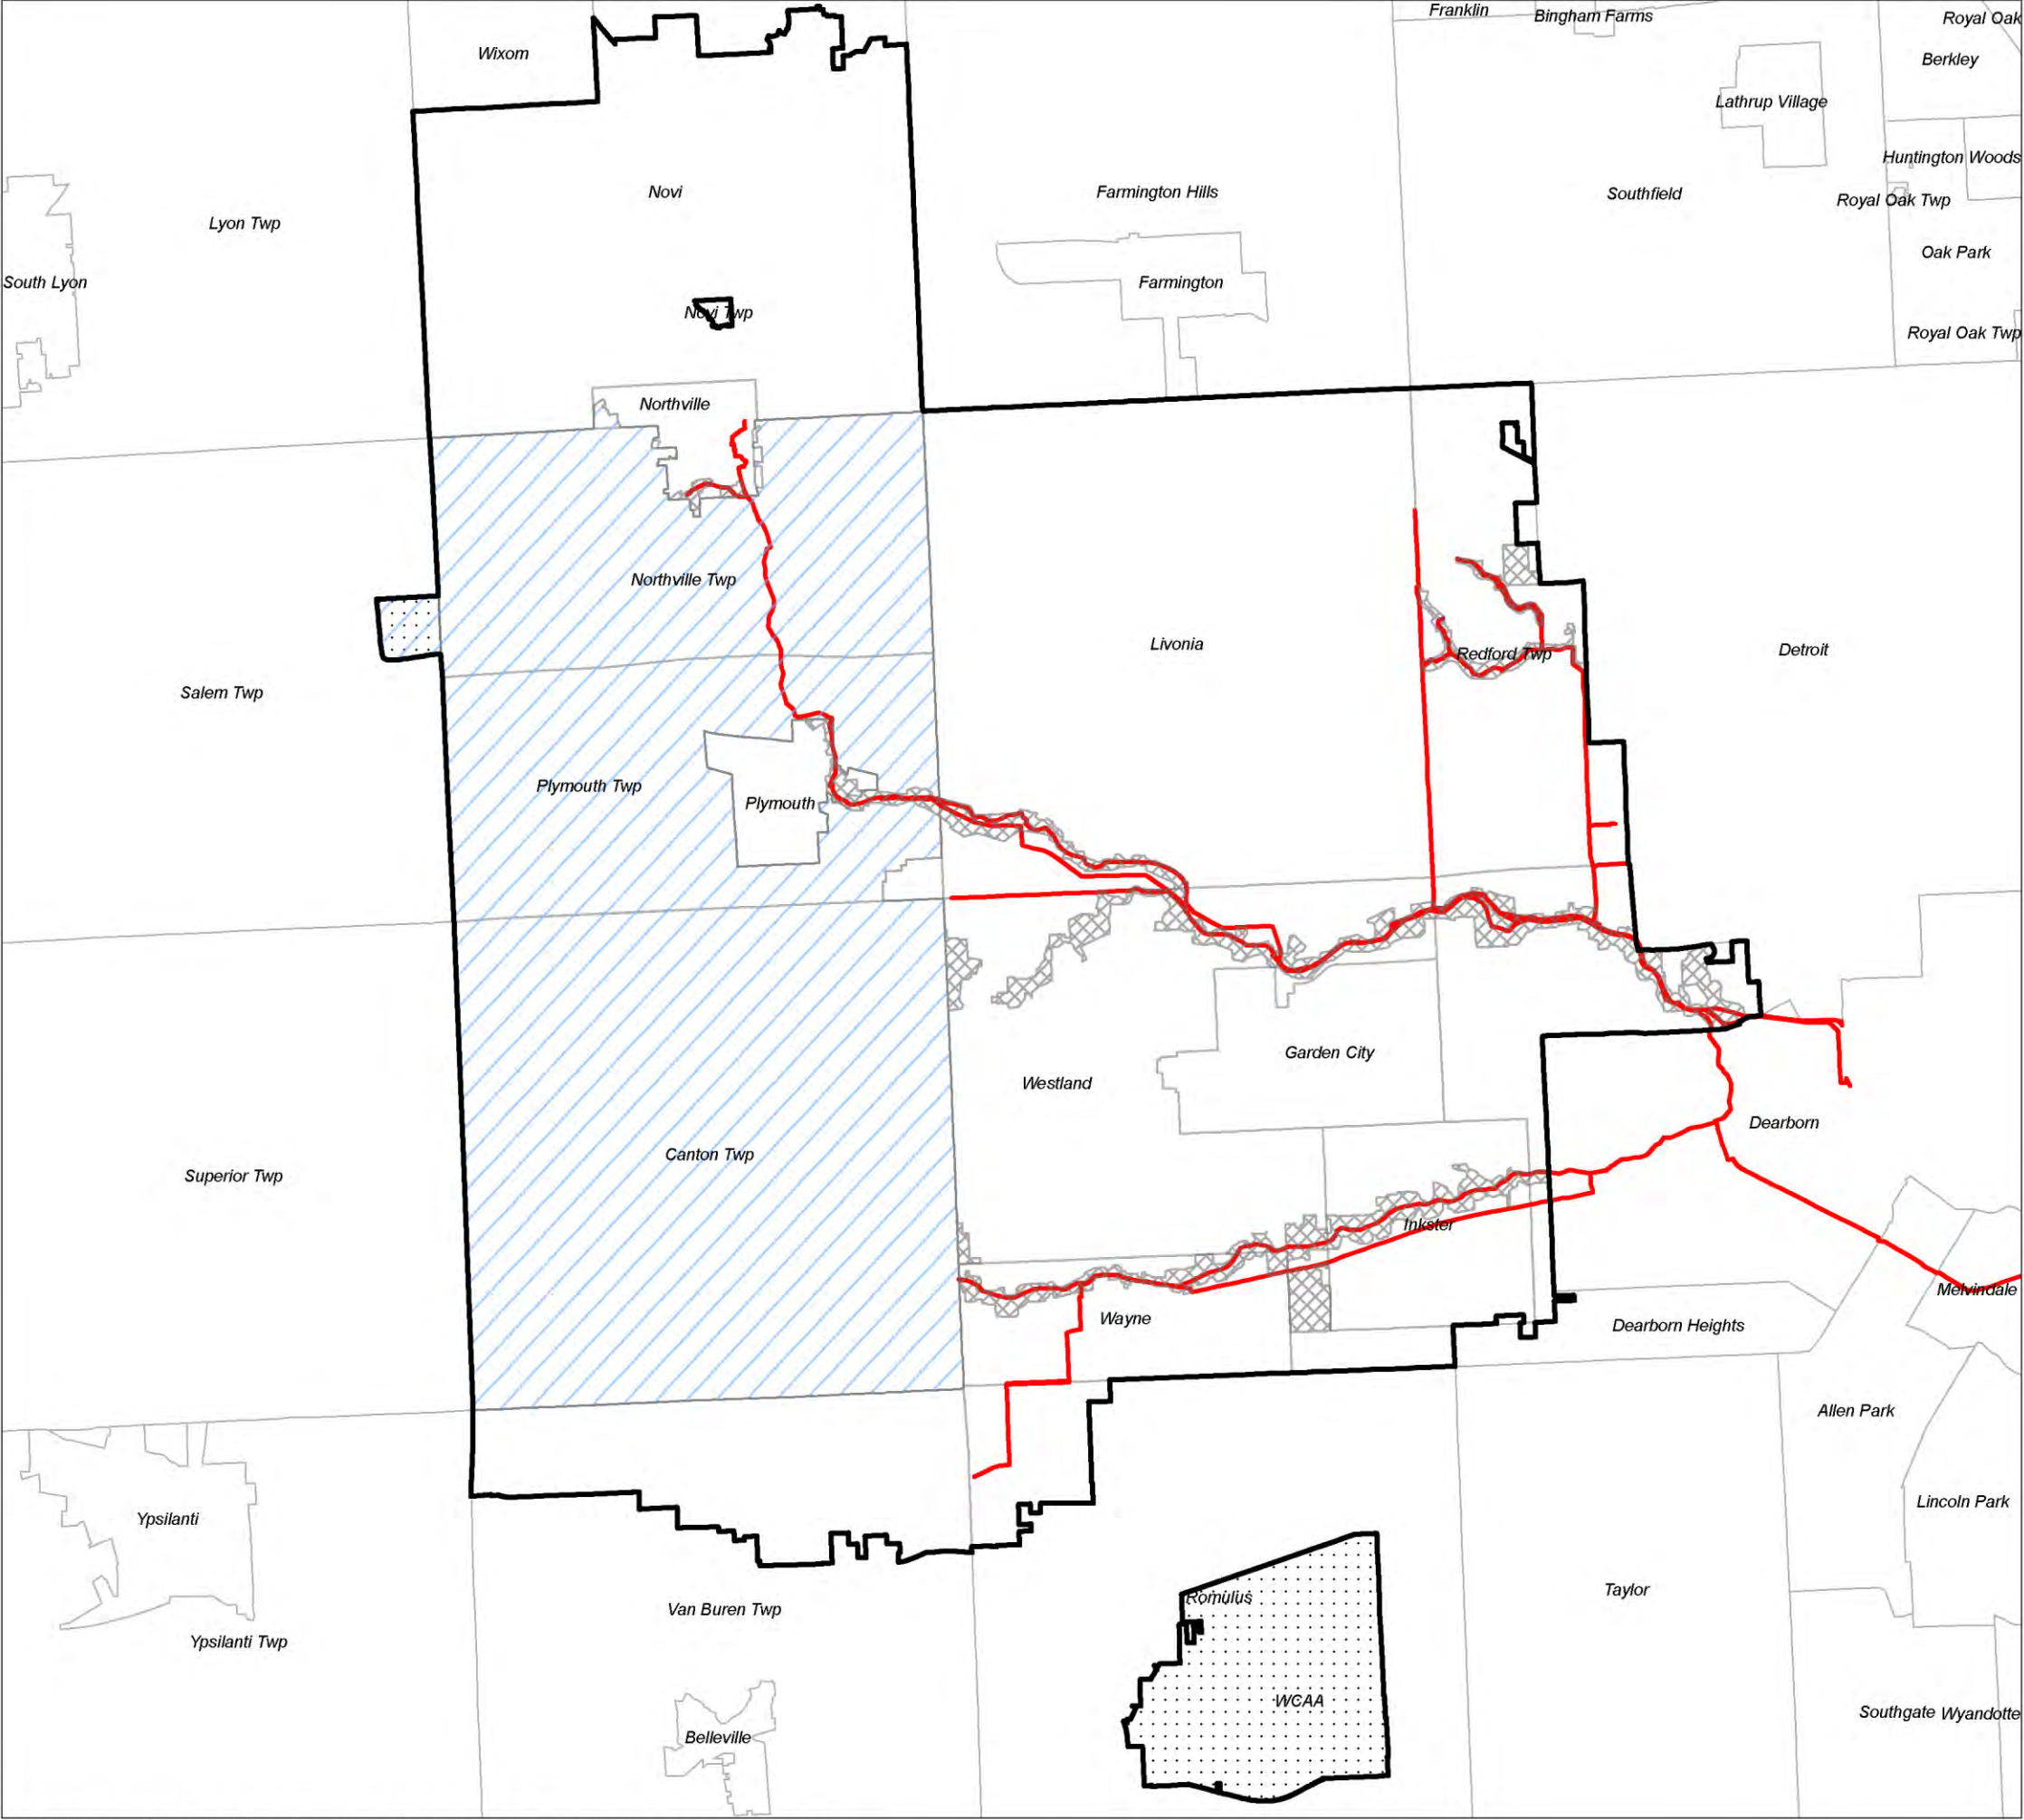 Franklin
Bingham Farms
Royal Oak
Wixom
Berkley
Lathrup Village
Huntington Woods
Novi
Farmington Hills
Southfield
Royal Oak Twp
Lyon Twp
Oak Park
South Lyon
Farmington
Novi Twp
Royal Oak Twp
Northville
Northville Twp
Livonia
Redford Twp
Detroit
Salem Twp
Plymouth Twp
Plymouth
Garden City
Westland
Dearborn
Canton Twp
Superior Twp
Inkster
Melvindale
Wayne
Dearborn Heights
Allen Park
Lincoln Park
Ypsilanti
Taylor
Romulus
Van Buren Twp
Ypsilanti Twp
WCAA
Southgate
Wyandotte
Belleville